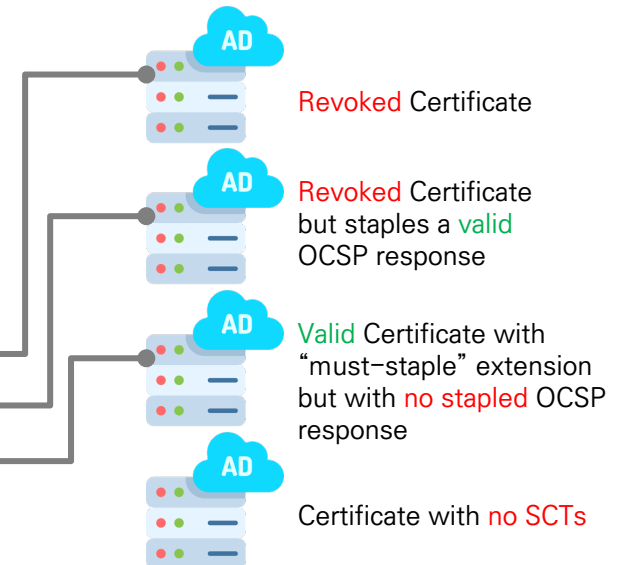 AD
Revoked Certificate
AD
Revoked Certificate
but staples a valid
OCSP response
AD
Valid Certificate with
“must-staple” extension
but with no stapled OCSP
response
AD
Certificate with no SCTs